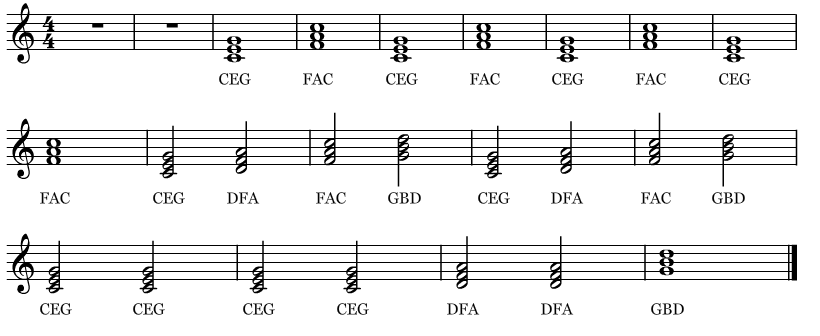 4
4
CEG FAC CEG FAC CEG FAC CEG
FAC CEG DFA FAC GBD CEG DFA FAC GBD
CEG CEG CEG CEG DFA DFA GBD